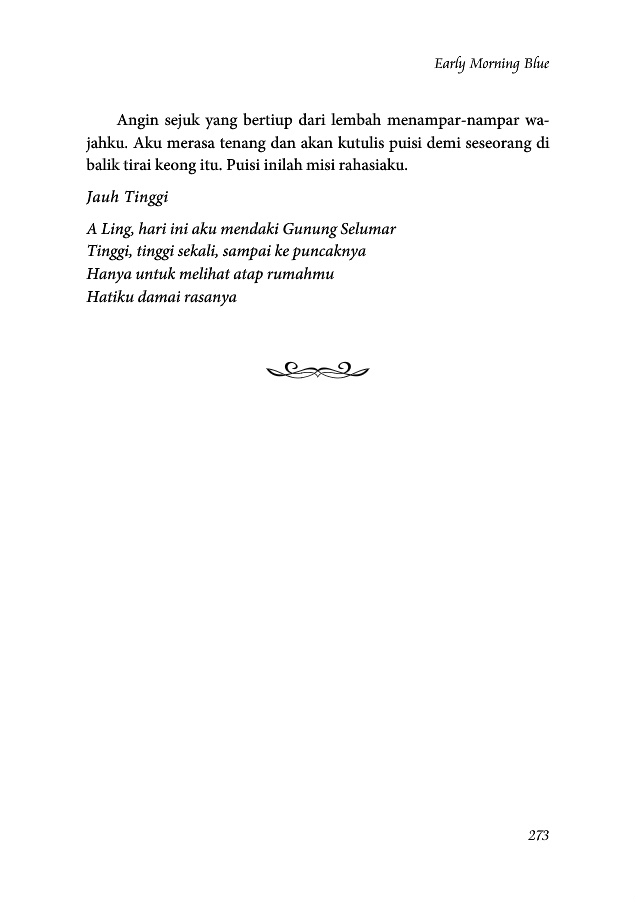 Early Morning Blue
Angin sejuk yang bertiup dari lembah menampar-nampar wa-
jahku. Aku merasa tenang dan akan kutulis puisi demi seseorang di
balik tirai keong itu. Puisi inilah misi rahasiaku.
Jauh Tinggi
A Ling, hari ini aku mendaki Gunung Selumar
Tinggi, tinggi sekali, sampai ke puncaknya
Hanya untuk melihat atap rumahmu
Hatiku damai rasanya
273